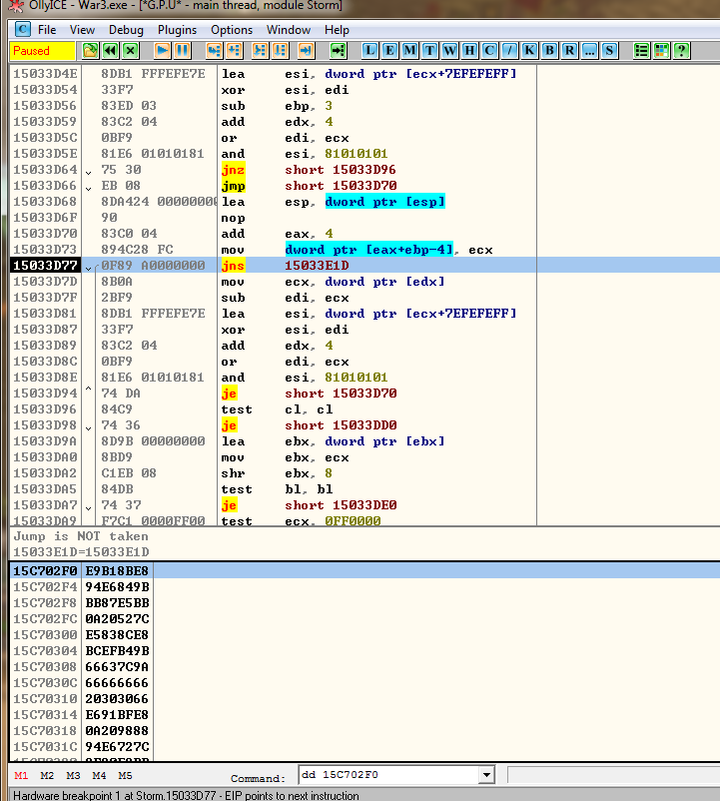 OllyICE - War3.exe - [*G.P.U* - main thread, module Storm]
C File View Debug Plugins Options Window Help
Paused L E M T W H C / K B R ... S ?
15033D4E 8DB1 FFFEFE7E lea esi, dword ptr [ecx+7EFEFEFF]
15033D54 33F7 xor esi, edi
15033D56 83ED 03 sub ebp, 3
15033D59 83C2 04 add edx, 4
15033D5C 0BF9 or edi, ecx
15033D5E 81E6 01010181 and esi, 81010101
15033D64 75 30 jnz short 15033D96
15033D66 EB 08 jmp short 15033D70
15033D68 8DA424 00000000 lea esp, dword ptr [esp]
15033D6F 90 nop
15033D70 83C0 04 add eax, 4
15033D73 894C28 FC mov dword ptr [eax+ebp-4], ecx
15033D77 0F89 A0000000 jns 15033E1D
15033D7D 8B0A mov ecx, dword ptr [edx]
15033D7F 2BF9 sub edi, ecx
15033D81 8DB1 FFFEFE7E lea esi, dword ptr [ecx+7EFEFEFF]
15033D87 33F7 xor esi, edi
15033D89 83C2 04 add edx, 4
15033D8C 0BF9 or edi, ecx
15033D8E 81E6 01010181 and esi, 81010101
15033D94 74 DA je short 15033D70
15033D96 84C9 test cl, cl
15033D98 74 36 je short 15033DD0
15033D9A 8D9B 00000000 lea ebx, dword ptr [ebx]
15033DA0 8BD9 mov ebx, ecx
15033DA2 C1EB 08 shr ebx, 8
15033DA5 84DB test bl, bl
15033DA7 74 37 je short 15033DE0
15033DA9 F7C1 0000FF00 test ecx, 0FF0000
Jump is NOT taken
15033E1D=15033E1D
15C702F0 E9B18BE8
15C702F4 94E6849B
15C702F8 BB87E5BB
15C702FC 0A20527C
15C70300 E5838CE8
15C70304 BCEFB49B
15C70308 66637C9A
15C7030C 66666666
15C70310 20303066
15C70314 E691BFE8
15C70318 0A209888
15C7031C 94E6727C
M1 M2 M3 M4 M5 Command: dd 15C702F0
Hardware breakpoint 1 at Storm.15033D77 - EIP points to next instruction